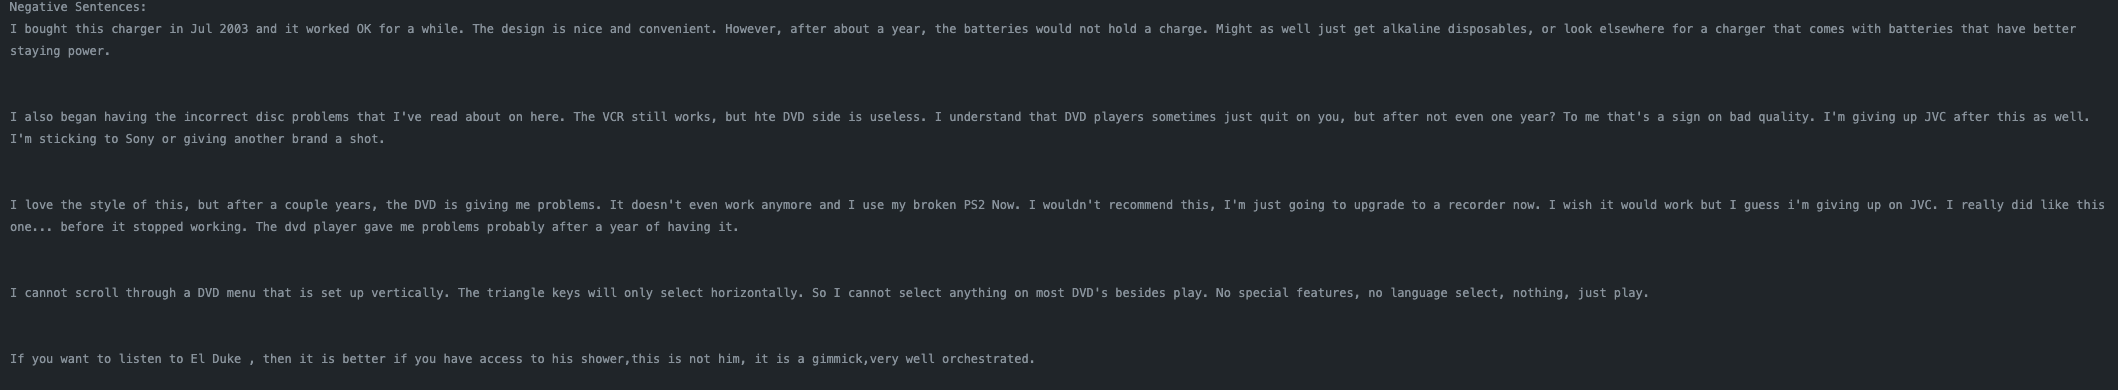 Negative Sentences:
I bought this charger in Jul 2003 and it worked OK for a while. The design is nice and convenient. However, after about a year, the batteries would not hold a charge. Might as well just get alkaline disposables, or look elsewhere for a charger that comes with batteries that have better
staying power.
I also began having the incorrect disc problems that I've read about on here. The VCR still works, but hte DVD side is useless. I understand that DVD players sometimes just quit on you, but after not even one year? To me that's a sign on bad quality. I'm giving up JVC after this as well.
I'm sticking to Sony or giving another brand a shot.
I love the style of this, but after a couple years, the DVD is giving me problems. It doesn't even work anymore and I use my broken PS2 Now. I wouldn't recommend this, I'm just going to upgrade to a recorder now. I wish it would work but I guess i'm giving up on JVC. I really did like this
one... before it stopped working. The dvd player gave me problems probably after a year of having it.
I cannot scroll through a DVD menu that is set up vertically. The triangle keys will only select horizontally. So I cannot select anything on most DVD's besides play. No special features, no language select, nothing, just play.
If you want to listen to El Duke , then it is better if you have access to his shower,this is not him, it is a gimmick,very well orchestrated.